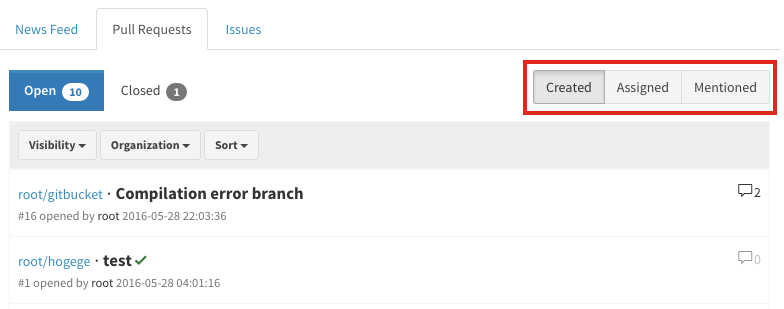 News Feed Pull Requests Issues
Open 10 Closed 1 Created Assigned Mentioned
Visibility Organization Sort
root/gitbucket · Compilation error branch 2
#16 opened by root 2016-05-28 22:03:36
root/hogege · test 0
#1 opened by root 2016-05-28 04:01:16